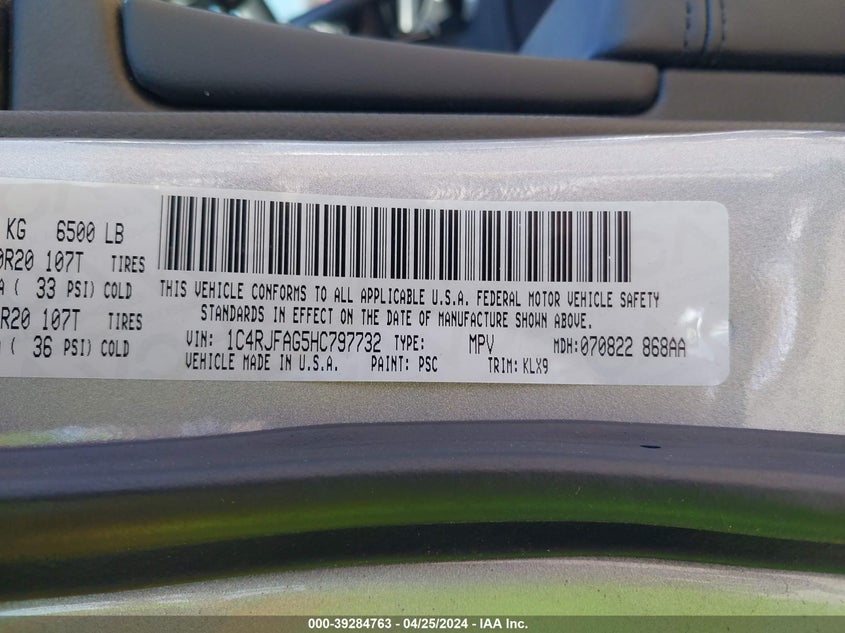 KG 6500 LB
R20 107T TIRES
( 33 PSI) COLD
R20 107T TIRES
( 36 PSI) COLD
THIS VEHICLE CONFORMS TO ALL APPLICABLE U.S.A. FEDERAL MOTOR VEHICLE SAFETY
STANDARDS IN EFFECT ON THE DATE OF MANUFACTURE SHOWN ABOVE.
VIN: 1C4RJFAG5HC797732 TYPE: MPV MDH: 070822 868AA
VEHICLE MADE IN U.S.A. PAINT: PSC TRIM: KLX9
000-39284763 - 04/25/2024 - IAA Inc.